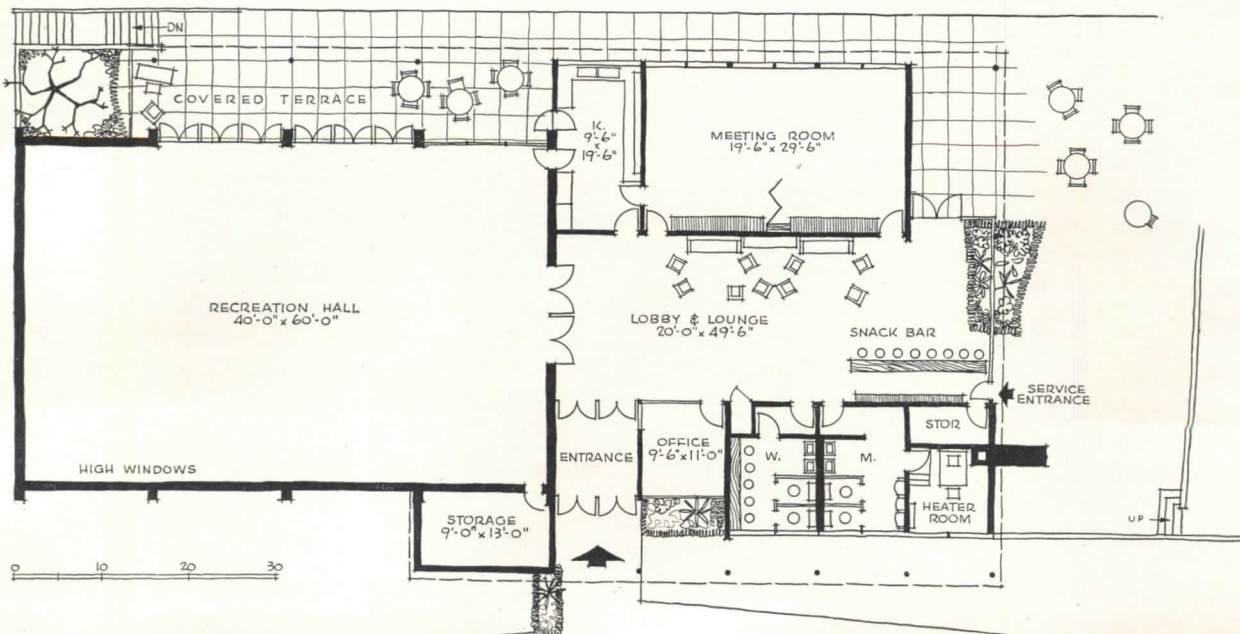 DN
COVERED TERRACE
K.
9'-6"
x
19'-6"
MEETING ROOM
19'-6" x 29'-6"
RECREATION HALL
40'-0" x 60'-0"
LOBBY & LOUNGE
20'-0" x 49'-6"
SNACK BAR
SERVICE
ENTRANCE
STOR
OFFICE
9'-6" x 11'-0"
ENTRANCE
W.
M.
HIGH WINDOWS
HEATER
ROOM
STORAGE
9'-0" x 13'-0"
UP
0 10 20 30